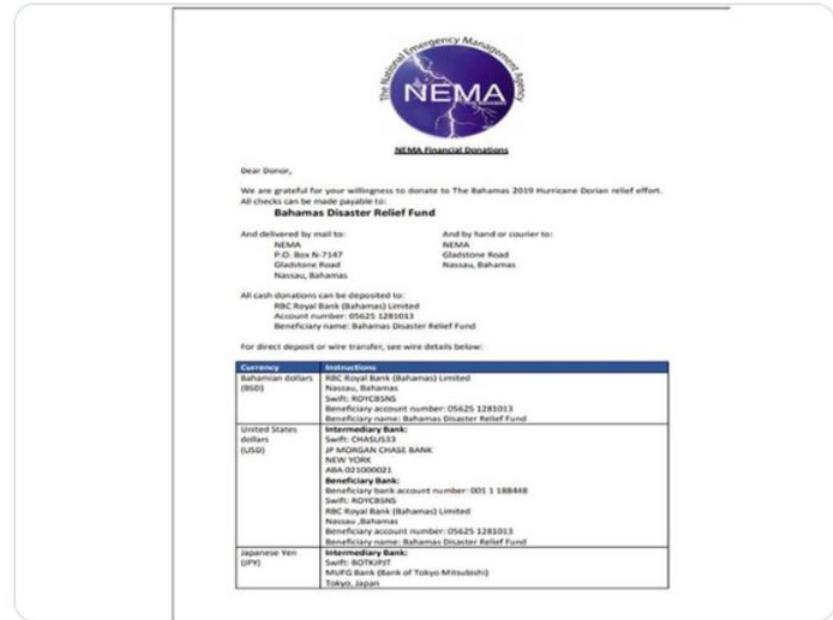 The National Emergency Management Agency
NEMA
NEMA Financial Donations
Dear Donor,
We are grateful for your willingness to donate to The Bahamas 2019 Hurricane Dorian relief effort.
All checks can be made payable to:
Bahamas Disaster Relief Fund
And delivered by mail to:
NEMA
P.O. Box N-7147
Gladstone Road
Nassau, Bahamas
And by hand or courier to:
NEMA
Gladstone Road
Nassau, Bahamas
All cash donations can be deposited to:
RBC Royal Bank (Bahamas) Limited
Account number: 05625 1281013
Beneficiary name: Bahamas Disaster Relief Fund
For direct deposit or wire transfer, see wire details below:
Currency Instructions
Bahamian dollars
(BSD)
RBC Royal Bank (Bahamas) Limited
Nassau, Bahamas
Swift: ROYCBSNS
Beneficiary account number: 05625 1281013
Beneficiary name: Bahamas Disaster Relief Fund
United States
dollars
(USD)
Intermediary Bank:
Swift: CHASUS33
JP MORGAN CHASE BANK
NEW YORK
ABA 021000021
Beneficiary Bank:
Beneficiary bank account number: 001 1 188448
Swift: ROYCBSNS
RBC Royal Bank (Bahamas) Limited
Nassau ,Bahamas
Beneficiary account number: 05625 1281013
Beneficiary name: Bahamas Disaster Relief Fund
Japanese Yen
(JPY)
Intermediary Bank:
Swift: BOTKJPJT
MUFG Bank (Bank of Tokyo Mitsubishi)
Tokyo, Japan